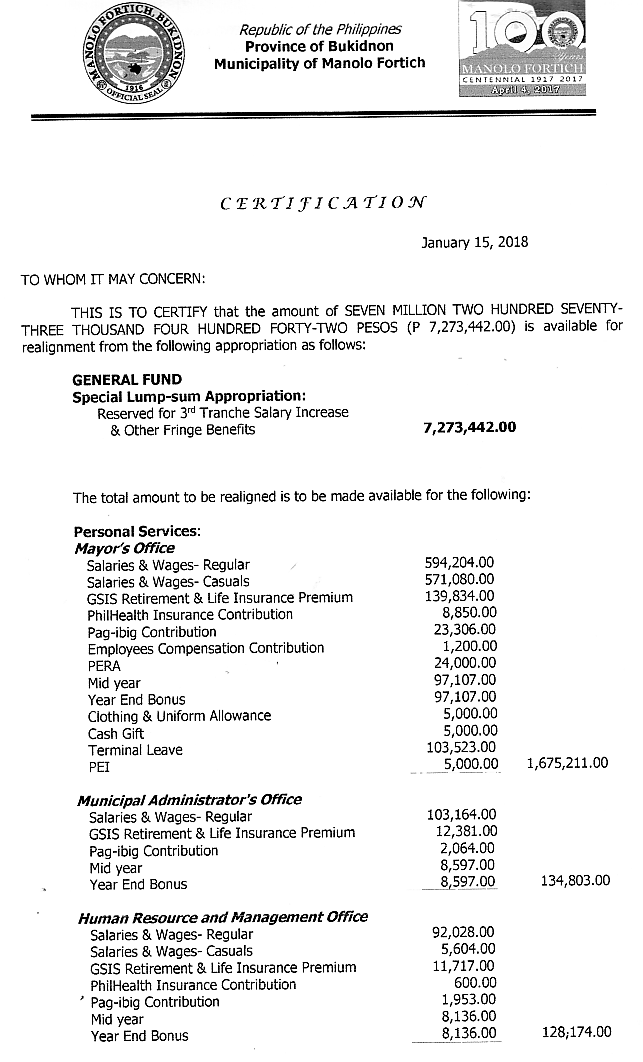 MANOLO FORTICH, BUKIDNON
1916
OFFICIAL SEAL
Republic of the Philippines
Province of Bukidnon
Municipality of Manolo Fortich
100
Years
MANOLO FORTICH
CENTENNIAL 1917 2017
April 4, 2017
CERTIFICATION
January 15, 2018
TO WHOM IT MAY CONCERN:
THIS IS TO CERTIFY that the amount of SEVEN MILLION TWO HUNDRED SEVENTY-
THREE THOUSAND FOUR HUNDRED FORTY-TWO PESOS (P 7,273,442.00) is available for
realignment from the following appropriation as follows:
GENERAL FUND
Special Lump-sum Appropriation:
Reserved for 3rd Tranche Salary Increase
& Other Fringe Benefits 7,273,442.00
The total amount to be realigned is to be made available for the following:
Personal Services:
Mayor's Office
Salaries & Wages- Regular 594,204.00
Salaries & Wages- Casuals 571,080.00
GSIS Retirement & Life Insurance Premium 139,834.00
PhilHealth Insurance Contribution 8,850.00
Pag-ibig Contribution 23,306.00
Employees Compensation Contribution 1,200.00
PERA 24,000.00
Mid year 97,107.00
Year End Bonus 97,107.00
Clothing & Uniform Allowance 5,000.00
Cash Gift 5,000.00
Terminal Leave 103,523.00
PEI 5,000.00 1,675,211.00
Municipal Administrator's Office
Salaries & Wages- Regular 103,164.00
GSIS Retirement & Life Insurance Premium 12,381.00
Pag-ibig Contribution 2,064.00
Mid year 8,597.00
Year End Bonus 8,597.00 134,803.00
Human Resource and Management Office
Salaries & Wages- Regular 92,028.00
Salaries & Wages- Casuals 5,604.00
GSIS Retirement & Life Insurance Premium 11,717.00
PhilHealth Insurance Contribution 600.00
Pag-ibig Contribution 1,953.00
Mid year 8,136.00
Year End Bonus 8,136.00 128,174.00